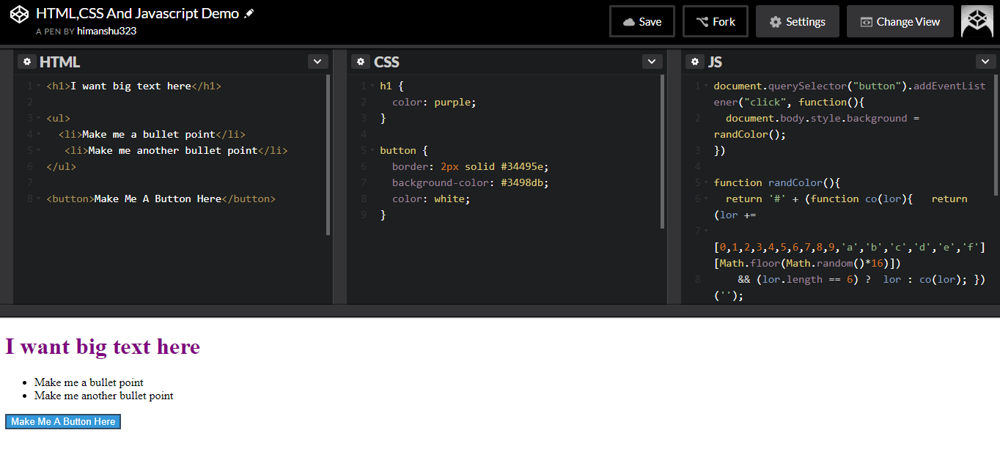 HTML,CSS And Javascript Demo
A PEN BY himanshu323
Save
Fork
Settings
Change View
HTML
1 <h1>I want big text here</h1>
2
3 <ul>
4 <li>Make me a bullet point</li>
5 <li>Make me another bullet point</li>
6 </ul>
7
8 <button>Make Me A Button Here</button>
CSS
1 h1 {
2 color: purple;
3 }
4
5 button {
6 border: 2px solid #34495e;
7 background-color: #3498db;
8 color: white;
9 }
JS
1 document.querySelector("button").addEventList
ener("click", function(){
2 document.body.style.background =
randColor();
3 })
4
5 function randColor(){
6 return '#' + (function co(lor){ return
(lor +=
7
[0,1,2,3,4,5,6,7,8,9,'a','b','c','d','e','f']
[Math.floor(Math.random()*16)])
8 && (lor.length == 6) ? lor : co(lor); })
('');
I want big text here
• Make me a bullet point
• Make me another bullet point
Make Me A Button Here